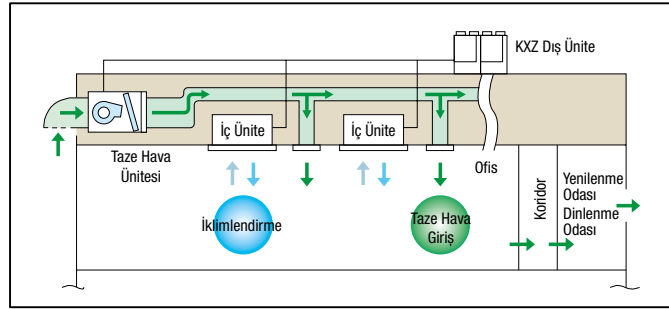 KXZ Dış Ünite
İç Ünite
İç Ünite
Taze Hava
Ünitesi
Ofis
İklimlendirme
Taze Hava
Giriş
Koridor
Yenilenme
Odası
Dinlenme
Odası